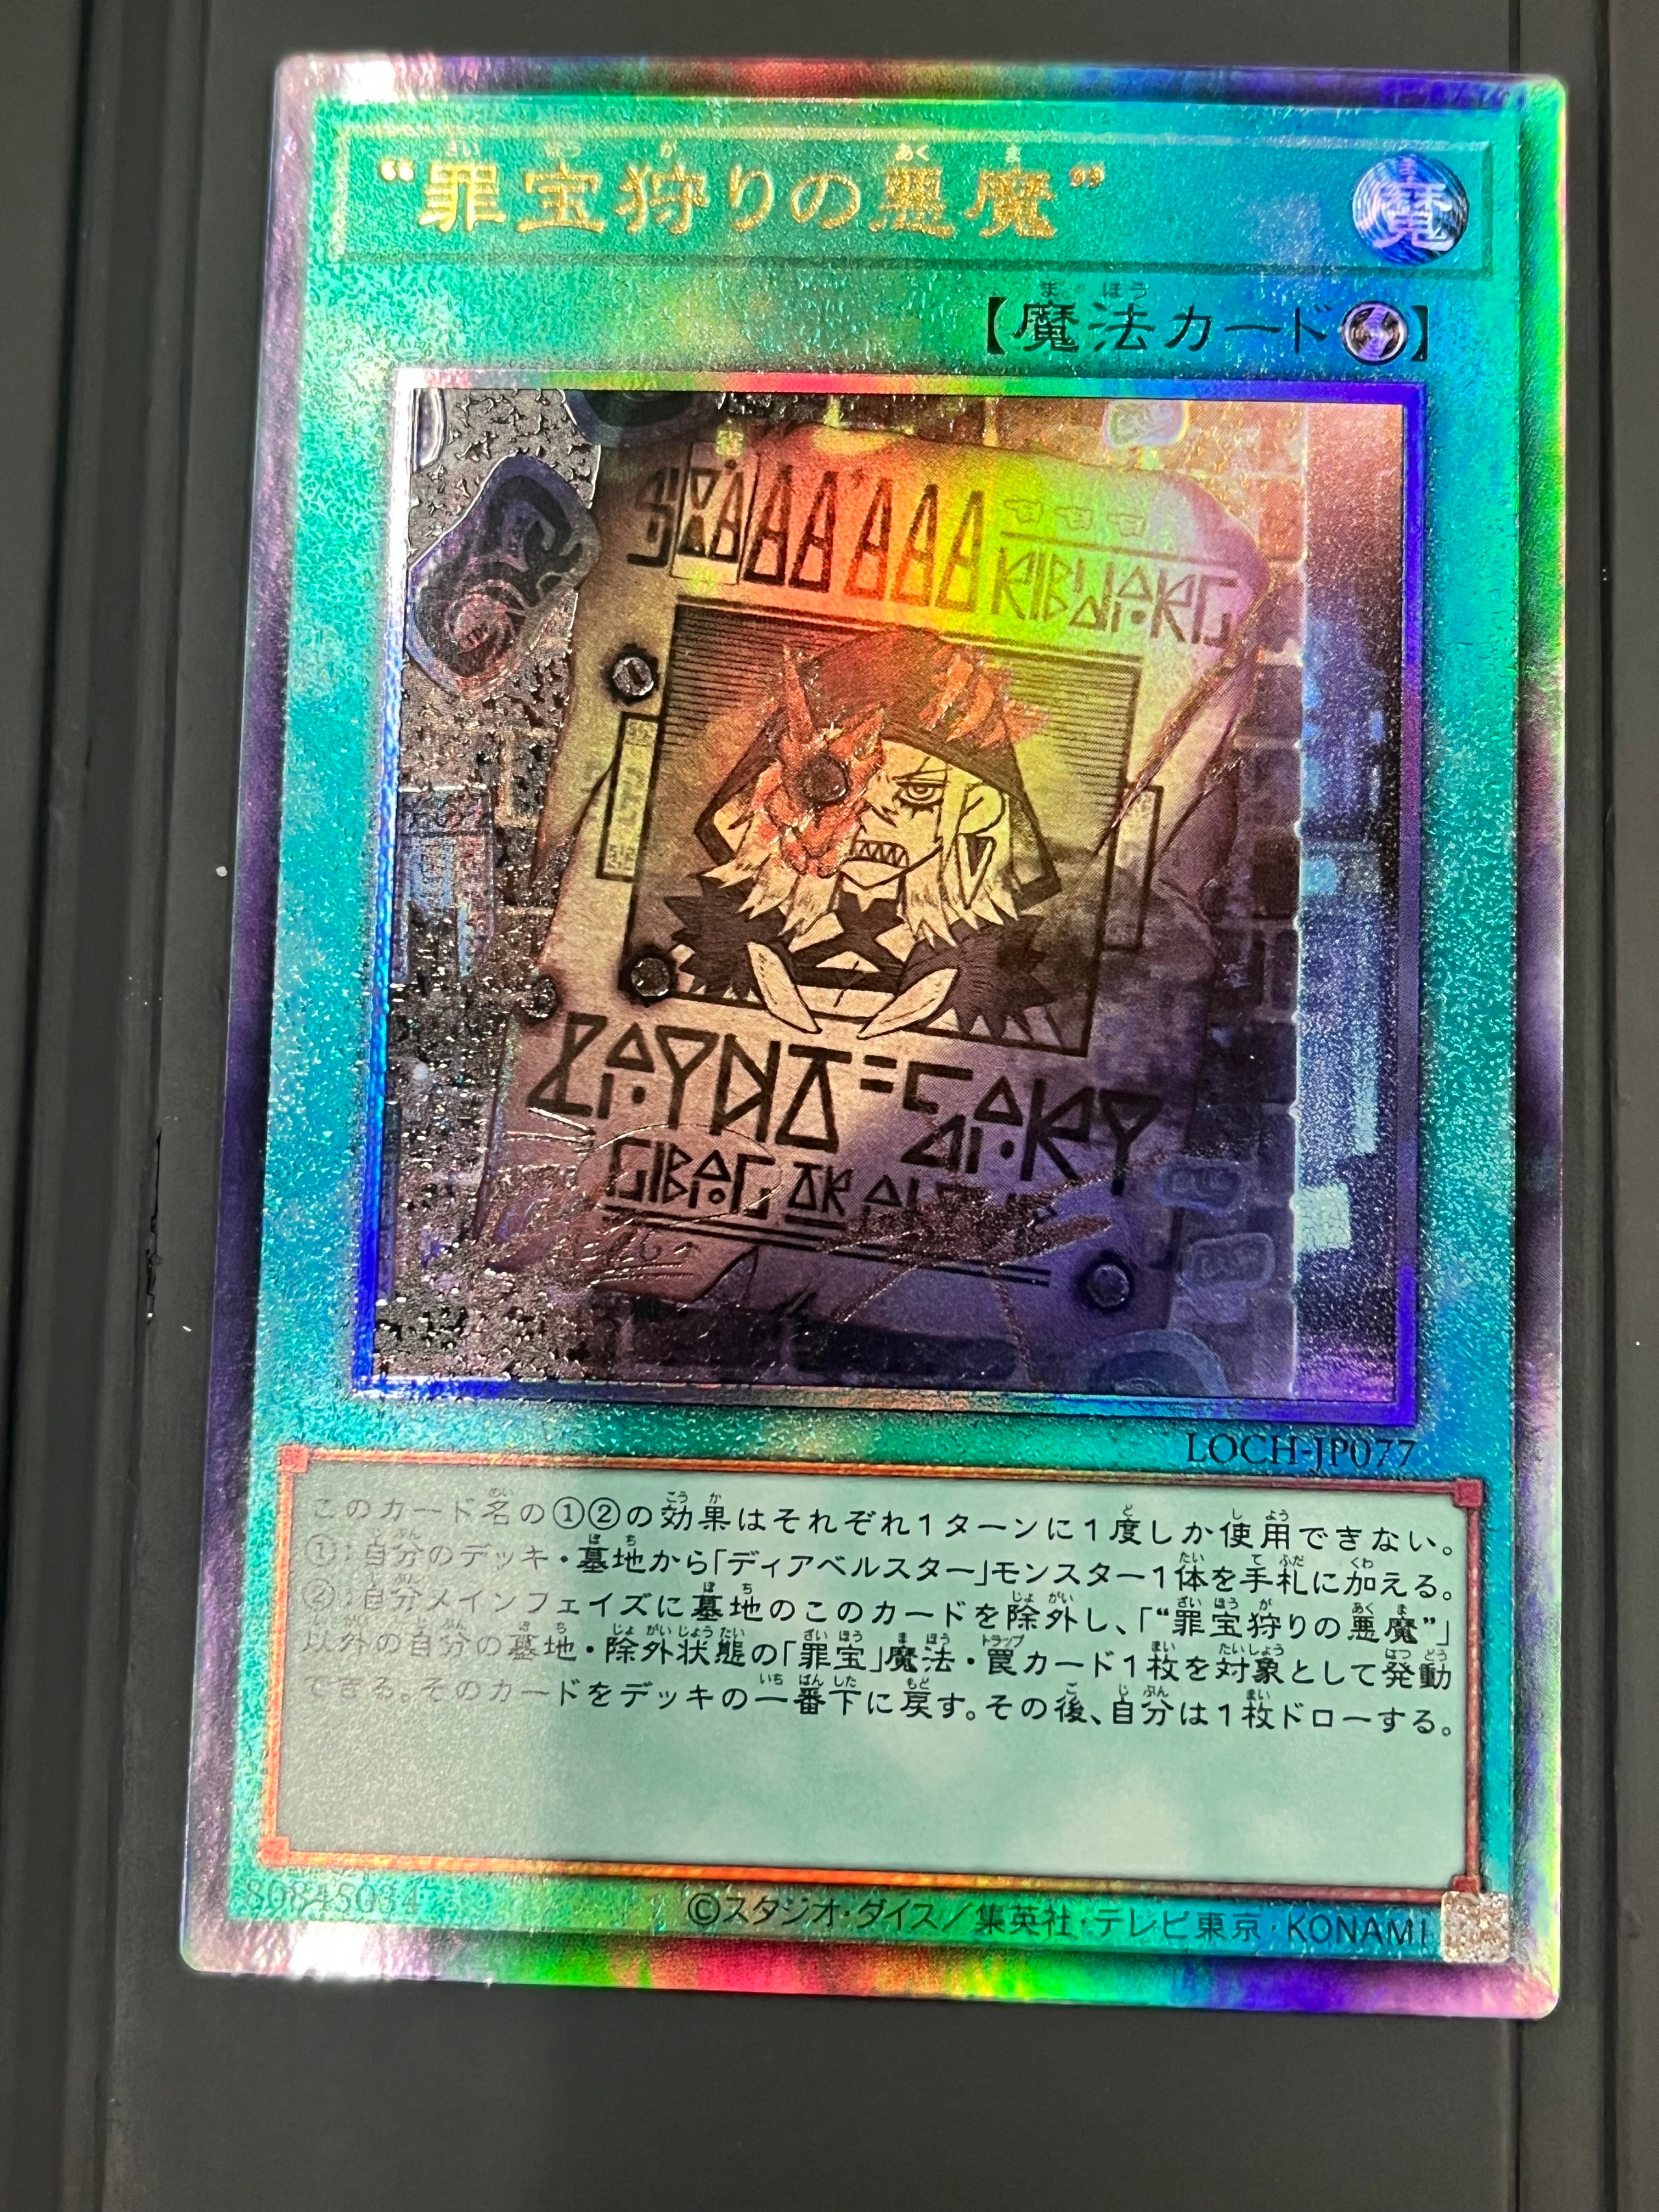 “罪宝狩りの悪魔”
魔
【魔法カード】
LOCH-JP077
このカード名の①②の効果はそれぞれ1ターンに1度しか使用できない。
①：自分のデッキ・墓地から「ディアベルスター」モンスター1体を手札に加える。
②：自分メインフェイズに墓地のこのカードを除外し、「“罪宝狩りの悪魔”」
以外の自分の墓地・除外状態の「罪宝」魔法・罠カード1枚を対象として発動
できる。そのカードをデッキの一番下に戻す。その後、自分は1枚ドローする。
80845034
©スタジオ・ダイス／集英社・テレビ東京・KONAMI